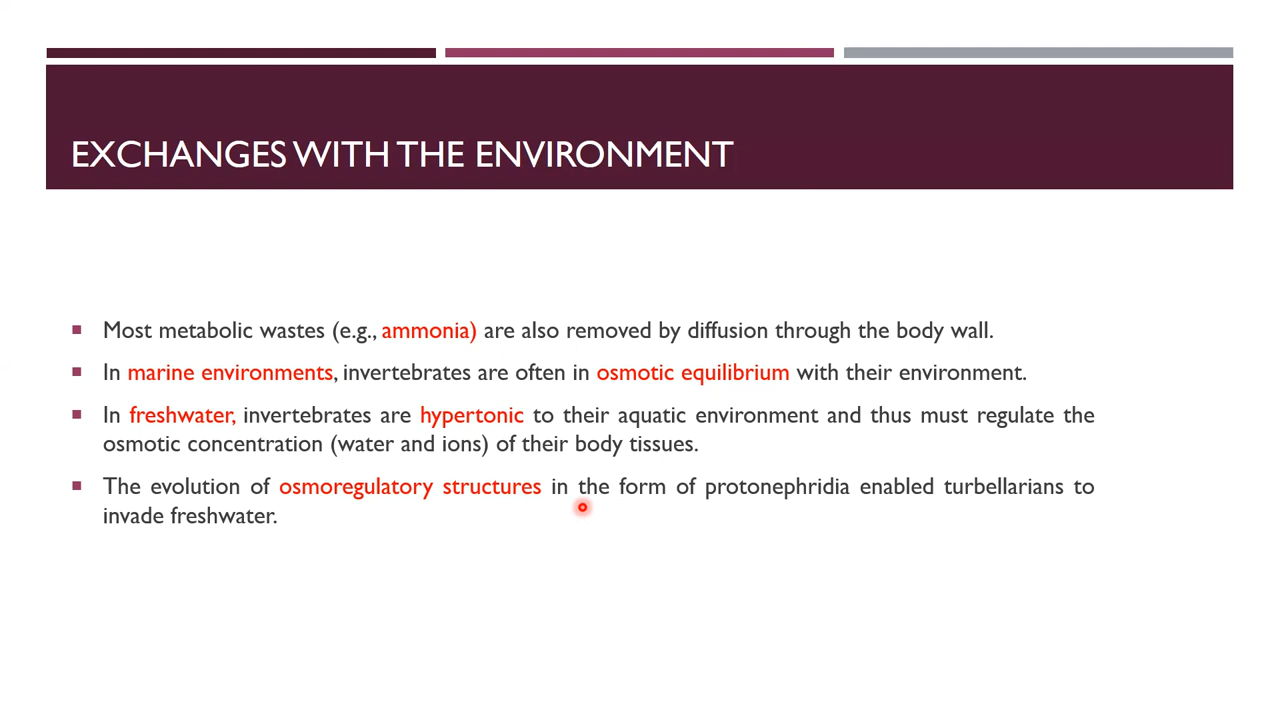 EXCHANGES WITH THE ENVIRONMENT
Most metabolic wastes (e.g., ammonia) are also removed by diffusion through the body wall.
In marine environments, invertebrates are often in osmotic equilibrium with their environment.
In freshwater, invertebrates are hypertonic to their aquatic environment and thus must regulate the
osmotic concentration (water and ions) of their body tissues.
The evolution of osmoregulatory structures in the form of protonephridia enabled turbellarians to
invade freshwater.